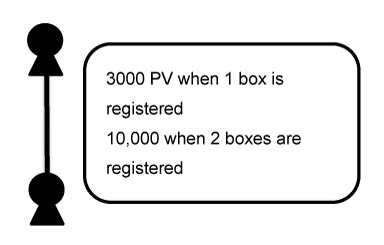 3000 PV when 1 box is
registered
10,000 when 2 boxes are
registered